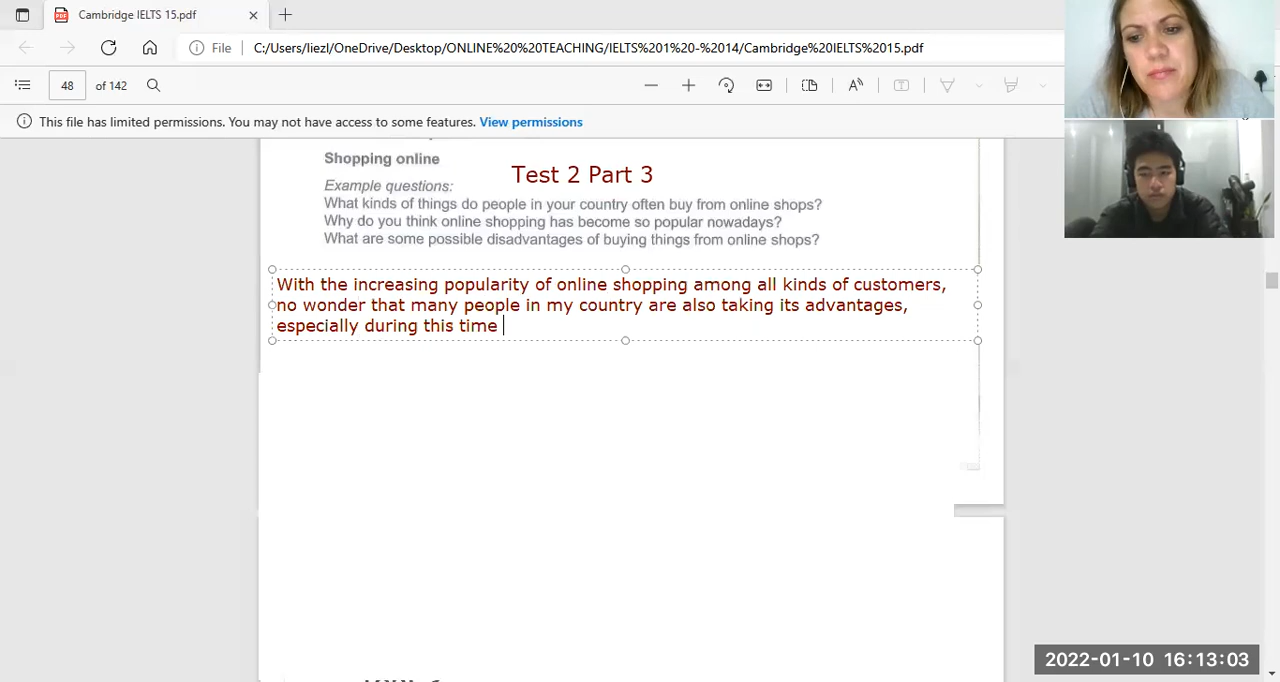 Cambridge IELTS 15.pdf
File
C:/Users/liezl/OneDrive/Desktop/ONLINE%20%20TEACHING/IELTS%201%20-%2014/Cambridge%20IELTS%2015.pdf
48 of 142
This file has limited permissions. You may not have access to some features. View permissions
Shopping online
Test 2 Part 3
Example questions:
What kinds of things do people in your country often buy from online shops?
Why do you think online shopping has become so popular nowadays?
What are some possible disadvantages of buying things from online shops?
With the increasing popularity of online shopping among all kinds of customers,
no wonder that many people in my country are also taking its advantages,
especially during this time
2022-01-10 16:13:03